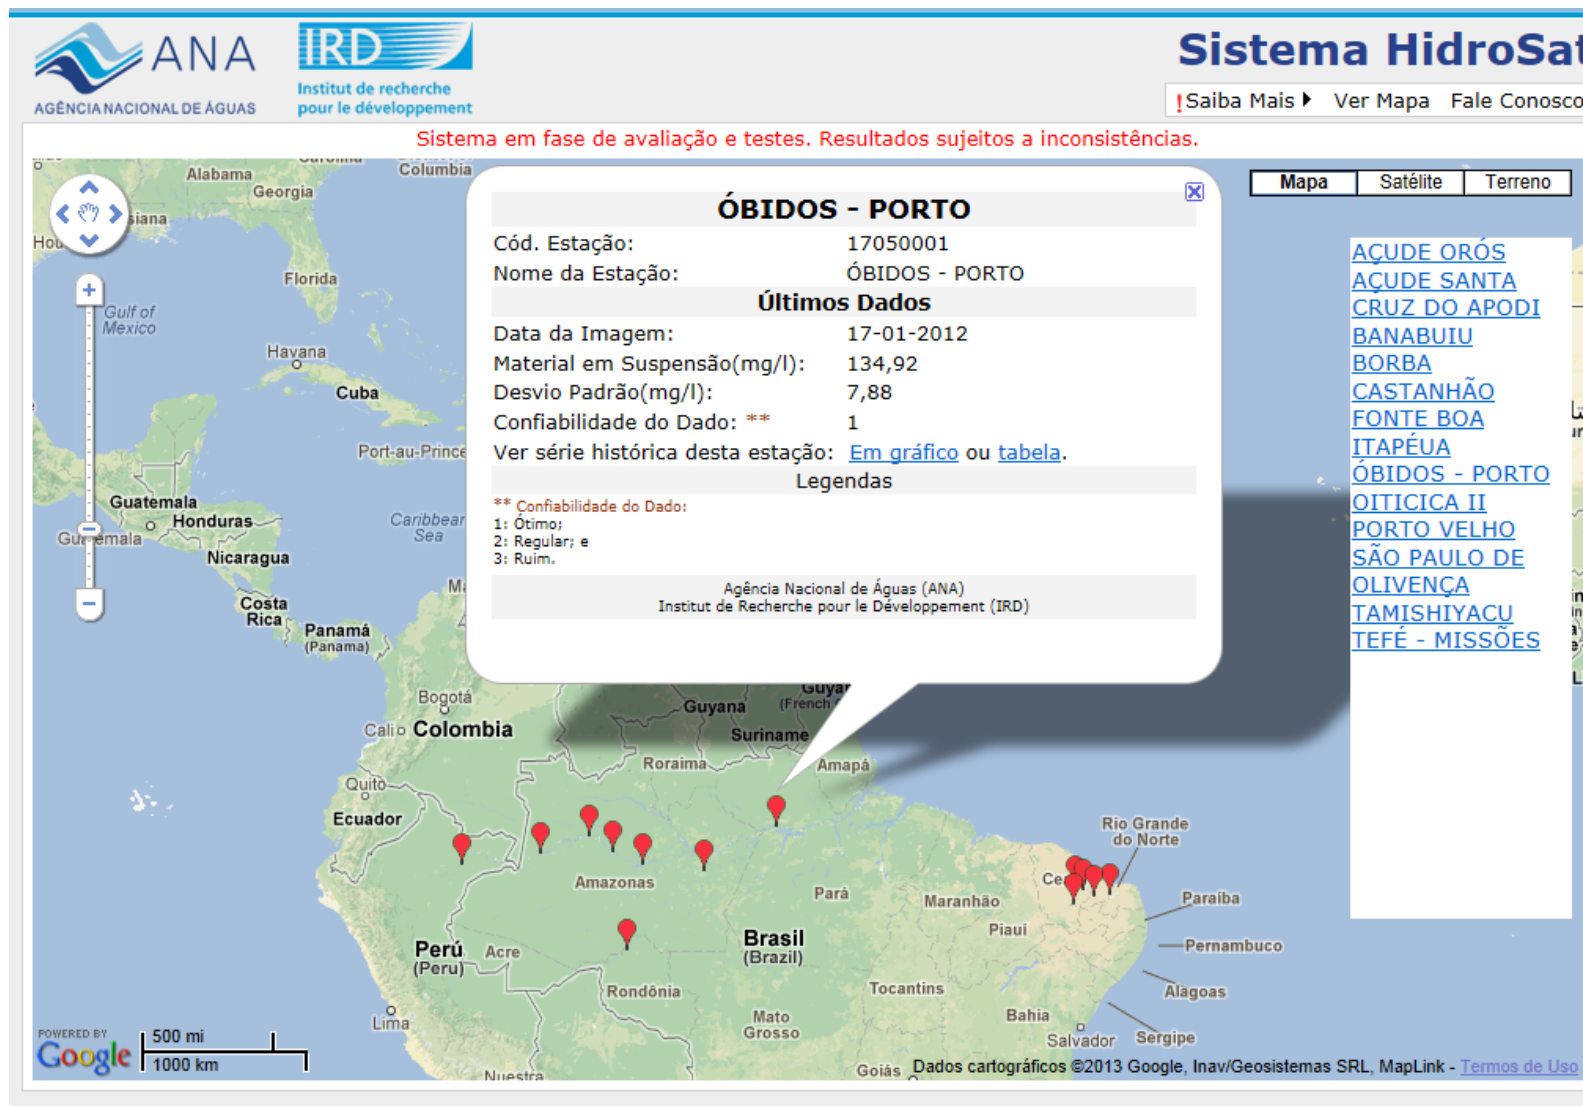 ANA
AGÊNCIA NACIONAL DE ÁGUAS
IRD
Institut de recherche
pour le développement
Sistema HidroSat
!Saiba Mais Ver Mapa Fale Conosco
Sistema em fase de avaliação e testes. Resultados sujeitos a inconsistências.
Mapa Satélite Terreno
ÓBIDOS - PORTO
Cód. Estação: 17050001
Nome da Estação: ÓBIDOS - PORTO
Últimos Dados
Data da Imagem: 17-01-2012
Material em Suspensão(mg/l): 134,92
Desvio Padrão(mg/l): 7,88
Confiabilidade do Dado: ** 1
Ver série histórica desta estação: Em gráfico ou tabela.
Legendas
** Confiabilidade do Dado:
1: Ótimo;
2: Regular; e
3: Ruim.
Agência Nacional de Águas (ANA)
Institut de Recherche pour le Développement (IRD)
AÇUDE ORÓS
AÇUDE SANTA
CRUZ DO APODI
BANABUIU
BORBA
CASTANHÃO
FONTE BOA
ITAPÉUA
ÓBIDOS - PORTO
OITICICA II
PORTO VELHO
SÃO PAULO DE
OLIVENÇA
TAMISHIYACU
TEFÉ - MISSÕES
Alabama
Georgia
Columbia
siana
Florida
Gulf of
Mexico
Havana
Cuba
Port-au-Prince
Guatemala
Honduras
Caribbean
Sea
Nicaragua
Costa
Rica
Panamá
(Panama)
Bogotá
Cali
Colombia
Guyana
(French
Suriname
Roraima
Amapá
Quito
Ecuador
Amazonas
Pará
Maranhão
Piauí
Rio Grande
do Norte
Paraíba
Pernambuco
Alagoas
Sergipe
Perú
(Peru)
Acre
Brasil
(Brazil)
Rondônia
Tocantins
Mato
Grosso
Bahia
Salvador
Lima
Goiás
Nuestra
POWERED BY
Google
500 mi
1000 km
Dados cartográficos ©2013 Google, Inav/Geosistemas SRL, MapLink - Termos de Uso